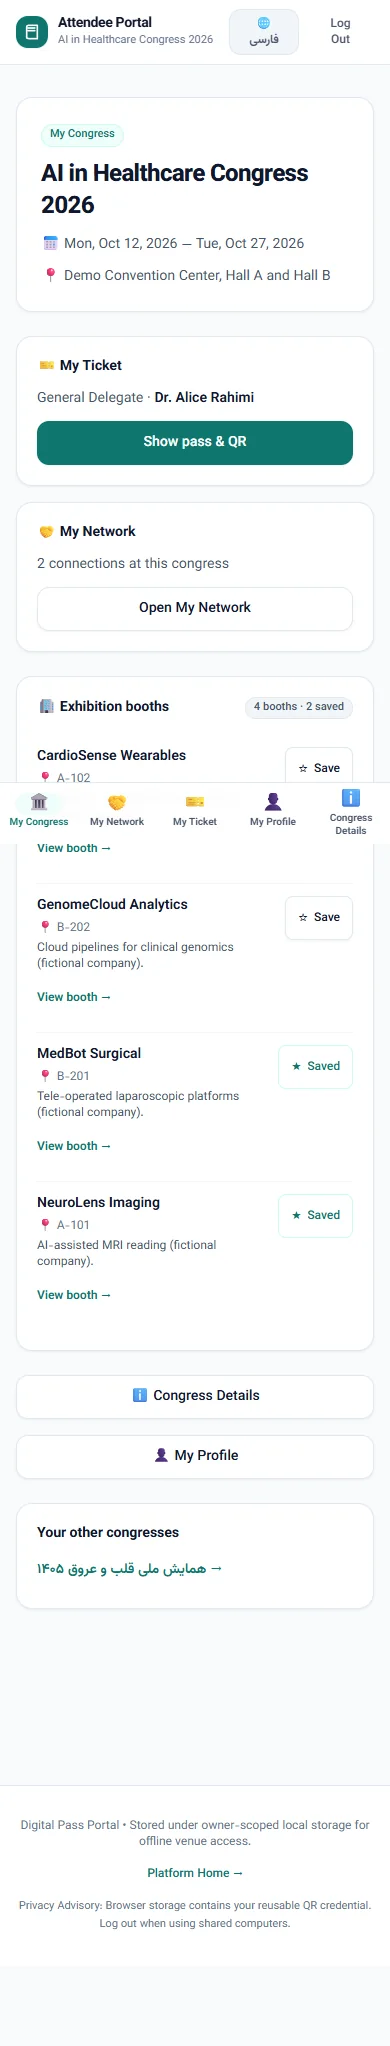 Attendee Portal
AI in Healthcare Congress 2026
فارسی
Log
Out
My Congress
AI in Healthcare Congress
2026
Mon, Oct 12, 2026 — Tue, Oct 27, 2026
Demo Convention Center, Hall A and Hall B
My Ticket
General Delegate · Dr. Alice Rahimi
Show pass & QR
My Network
2 connections at this congress
Open My Network
Exhibition booths
4 booths · 2 saved
CardioSense Wearables
☆ Save
A-102
My Congress
My Network
My Ticket
My Profile
Congress
Details
View booth →
GenomeCloud Analytics
☆ Save
B-202
Cloud pipelines for clinical genomics
(fictional company).
View booth →
MedBot Surgical
★ Saved
B-201
Tele-operated laparoscopic platforms
(fictional company).
View booth →
NeuroLens Imaging
★ Saved
A-101
AI-assisted MRI reading (fictional
company).
View booth →
Congress Details
My Profile
Your other congresses
همایش ملی قلب و عروق ۱۴۰۵ →
Digital Pass Portal • Stored under owner-scoped local storage for
offline venue access.
Platform Home →
Privacy Advisory: Browser storage contains your reusable QR credential.
Log out when using shared computers.